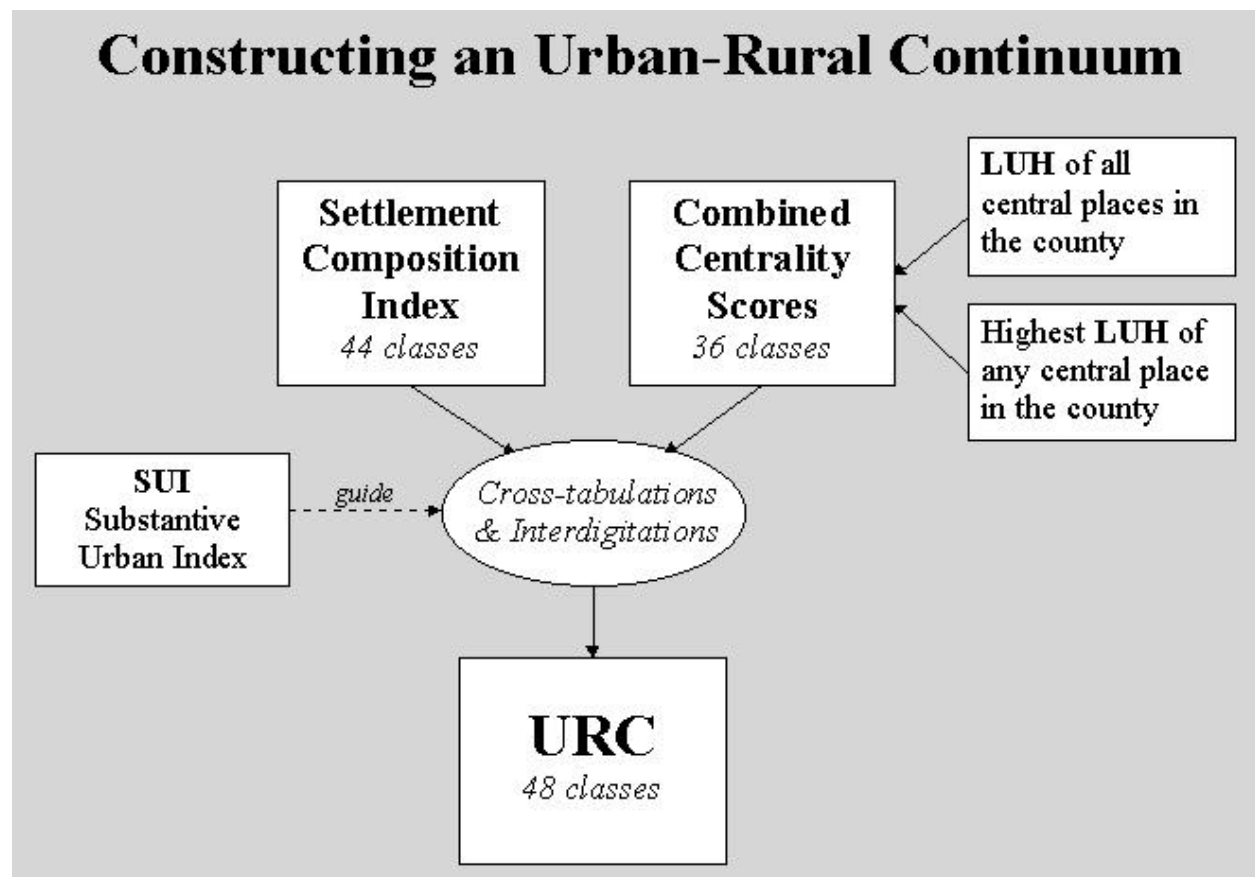 Constructing an Urban-Rural Continuum
Settlement
Composition
Index
44 classes
Combined
Centrality
Scores
36 classes
LUH of all
central places in
the county
Highest LUH of
any central place
in the county
SUI
Substantive
Urban Index
guide
Cross-tabulations
& Interdigitations
URC
48 classes